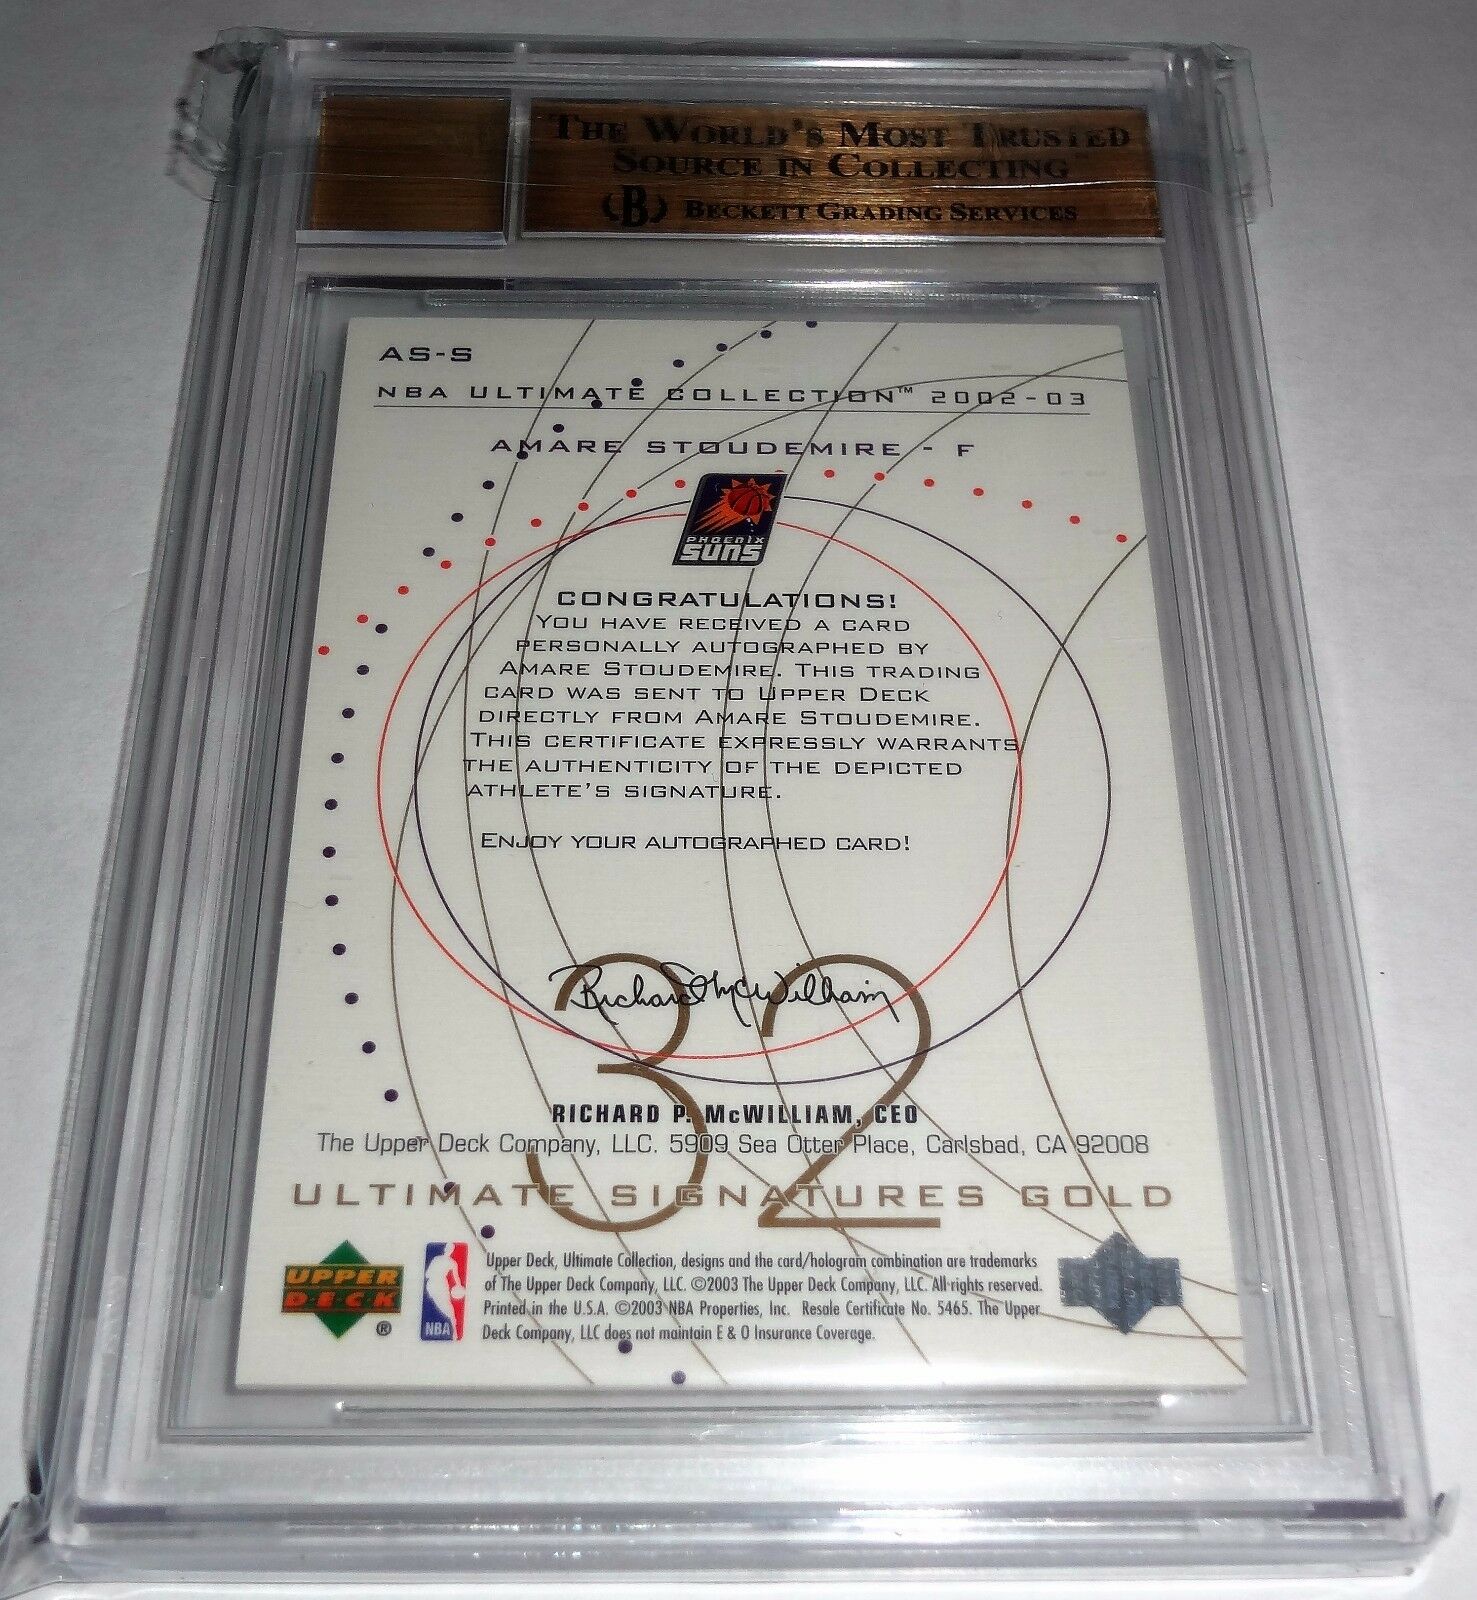 The World's Most Trusted
Source in Collecting™
(B) Beckett Grading Services
AS-S
NBA ULTIMATE COLLECTION™ 2002-03
AMARE STOUDEMIRE - F
PHOENIX
SUNS
CONGRATULATIONS!
YOU HAVE RECEIVED A CARD
PERSONALLY AUTOGRAPHED BY
AMARE STOUDEMIRE. THIS TRADING
CARD WAS SENT TO UPPER DECK
DIRECTLY FROM AMARE STOUDEMIRE.
THIS CERTIFICATE EXPRESSLY WARRANTS
THE AUTHENTICITY OF THE DEPICTED
ATHLETE'S SIGNATURE.
ENJOY YOUR AUTOGRAPHED CARD!
32
Richard McWilliam
RICHARD P. McWILLIAM, CEO
The Upper Deck Company, LLC. 5909 Sea Otter Place, Carlsbad, CA 92008
ULTIMATE SIGNATURES GOLD
UPPER
DECK
®
NBA
Upper Deck, Ultimate Collection, designs and the card/hologram combination are trademarks
of The Upper Deck Company, LLC. ©2003 The Upper Deck Company, LLC. All rights reserved.
Printed in the U.S.A. ©2003 NBA Properties, Inc. Resale Certificate No. 5465. The Upper
Deck Company, LLC does not maintain E & O Insurance Coverage.